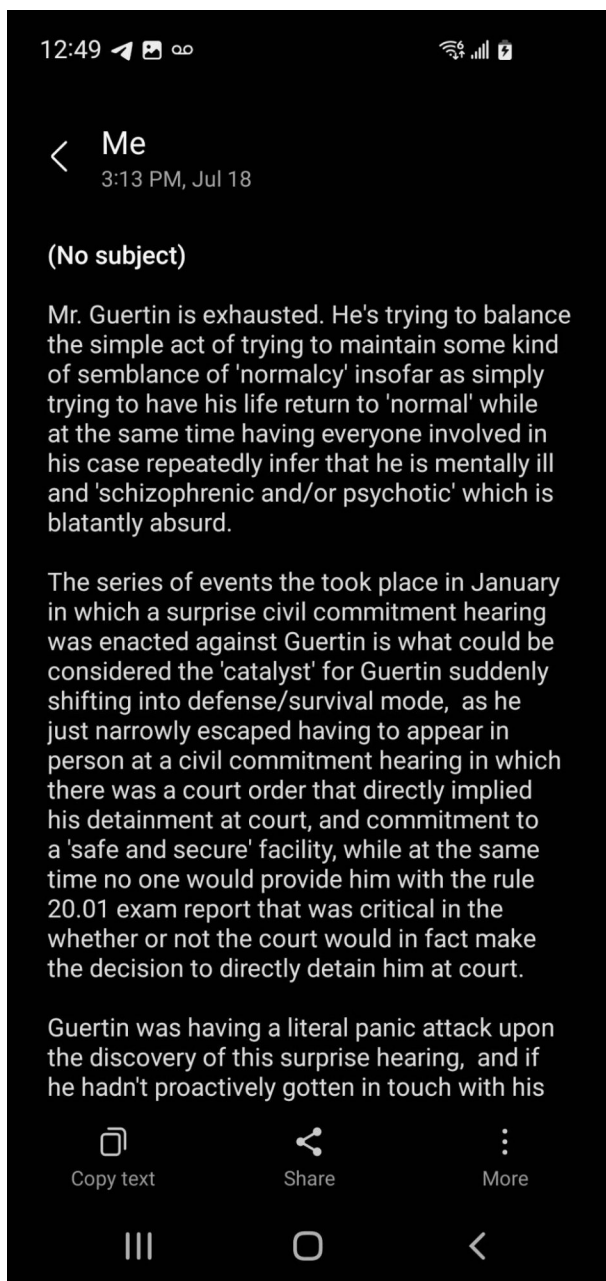 12:49
Me
3:13 PM, Jul 18
(No subject)
Mr. Guertin is exhausted. He's trying to balance
the simple act of trying to maintain some kind
of semblance of 'normalcy' insofar as simply
trying to have his life return to 'normal' while
at the same time having everyone involved in
his case repeatedly infer that he is mentally ill
and 'schizophrenic and/or psychotic' which is
blatantly absurd.
The series of events the took place in January
in which a surprise civil commitment hearing
was enacted against Guertin is what could be
considered the 'catalyst' for Guertin suddenly
shifting into defense/survival mode,  as he
just narrowly escaped having to appear in
person at a civil commitment hearing in which
there was a court order that directly implied
his detainment at court, and commitment to
a 'safe and secure' facility, while at the same
time no one would provide him with the rule
20.01 exam report that was critical in the
whether or not the court would in fact make
the decision to directly detain him at court.
Guertin was having a literal panic attack upon
the discovery of this surprise hearing,  and if
he hadn't proactively gotten in touch with his
Copy text
Share
More